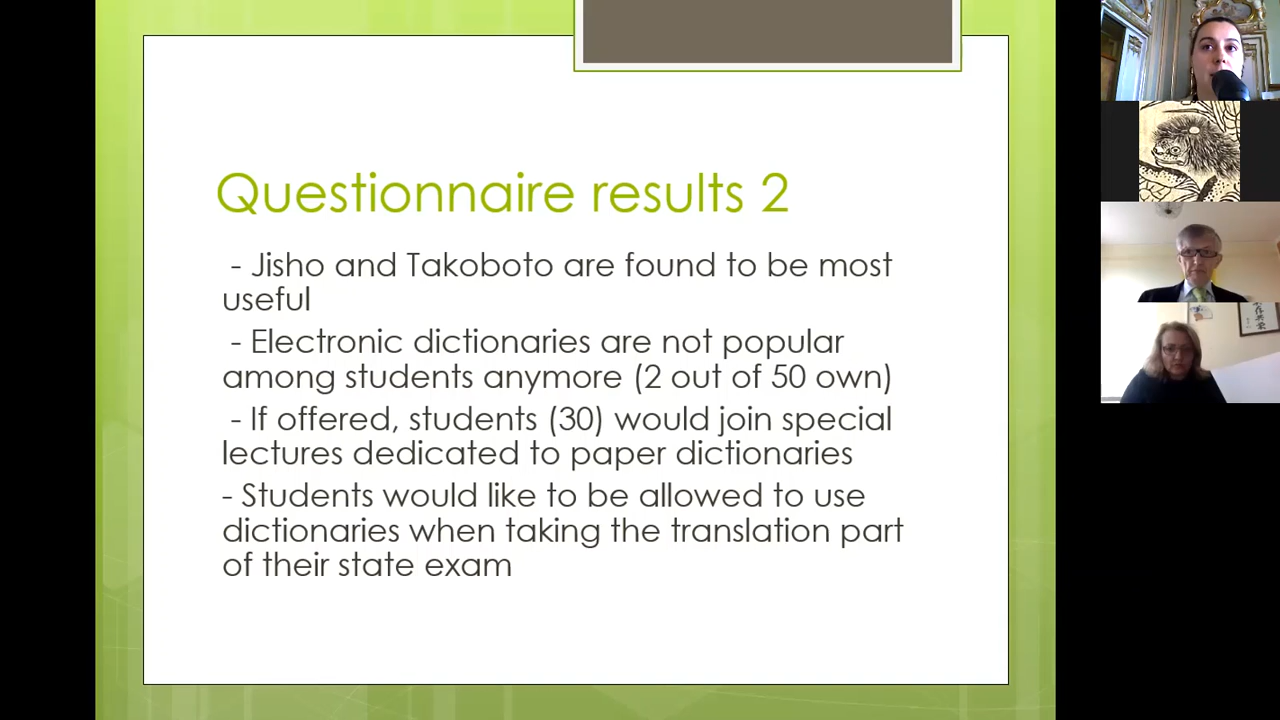 Questionnaire results 2
- Jisho and Takoboto are found to be most
useful
- Electronic dictionaries are not popular
among students anymore (2 out of 50 own)
- If offered, students (30) would join special
lectures dedicated to paper dictionaries
- Students would like to be allowed to use
dictionaries when taking the translation part
of their state exam